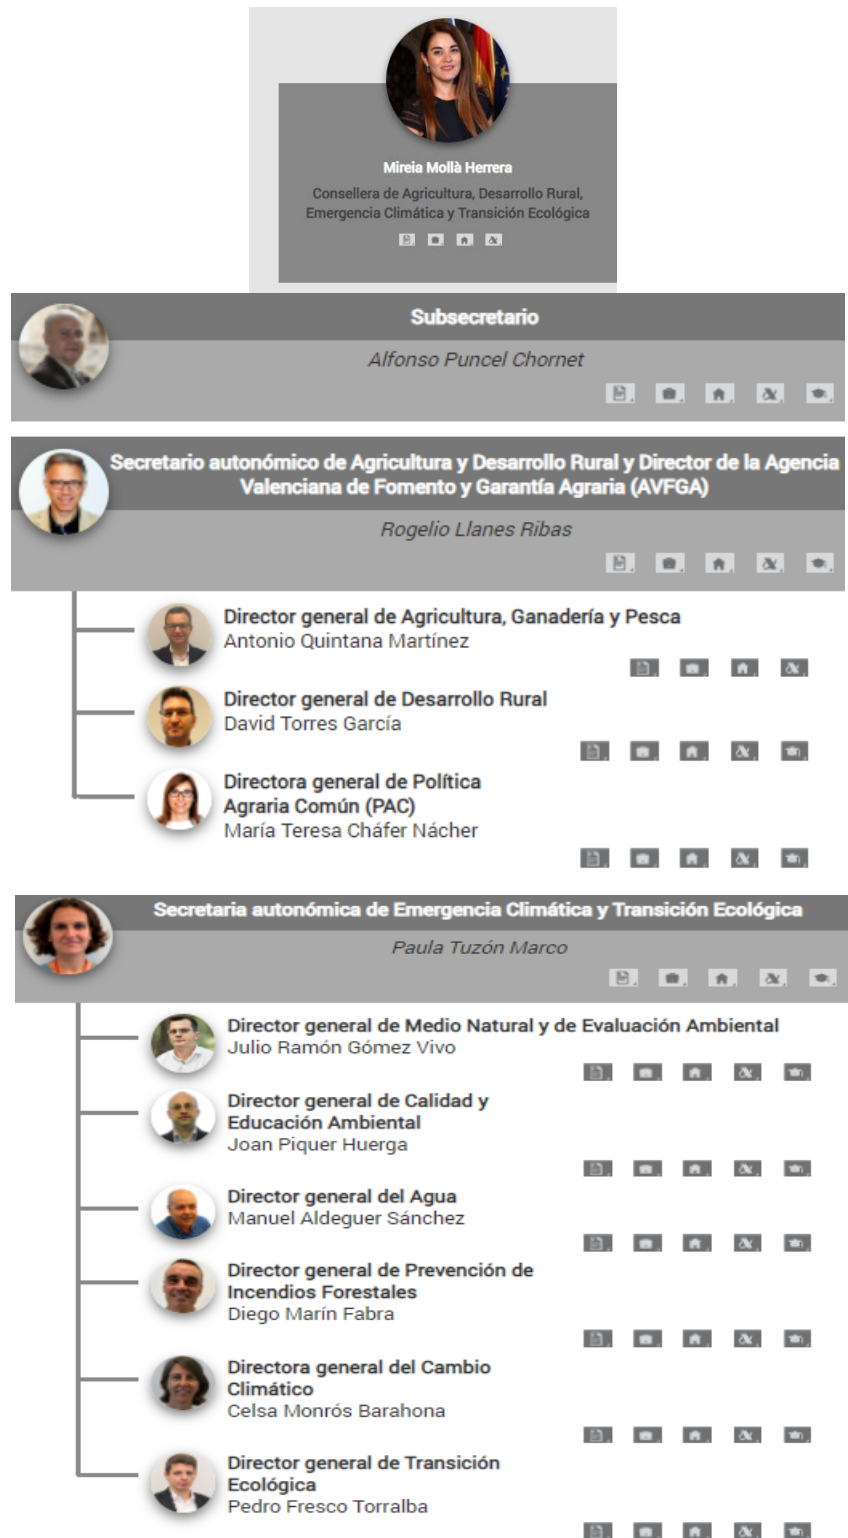 Mireia Mollà Herrera
Consellera de Agricultura, Desarrollo Rural,
Emergencia Climática y Transición Ecológica
Subsecretario
Alfonso Puncel Chornet
Secretario autonómico de Agricultura y Desarrollo Rural y Director de la Agencia
Valenciana de Fomento y Garantía Agraria (AVFGA)
Rogelio Llanes Ribas
Director general de Agricultura, Ganadería y Pesca
Antonio Quintana Martínez
Director general de Desarrollo Rural
David Torres García
Directora general de Política
Agraria Común (PAC)
María Teresa Cháfer Nácher
Secretaria autonómica de Emergencia Climática y Transición Ecológica
Paula Tuzón Marco
Director general de Medio Natural y de Evaluación Ambiental
Julio Ramón Gómez Vivo
Director general de Calidad y
Educación Ambiental
Joan Piquer Huerga
Director general del Agua
Manuel Aldeguer Sánchez
Director general de Prevención de
Incendios Forestales
Diego Marín Fabra
Directora general del Cambio
Climático
Celsa Monrós Barahona
Director general de Transición
Ecológica
Pedro Fresco Torralba